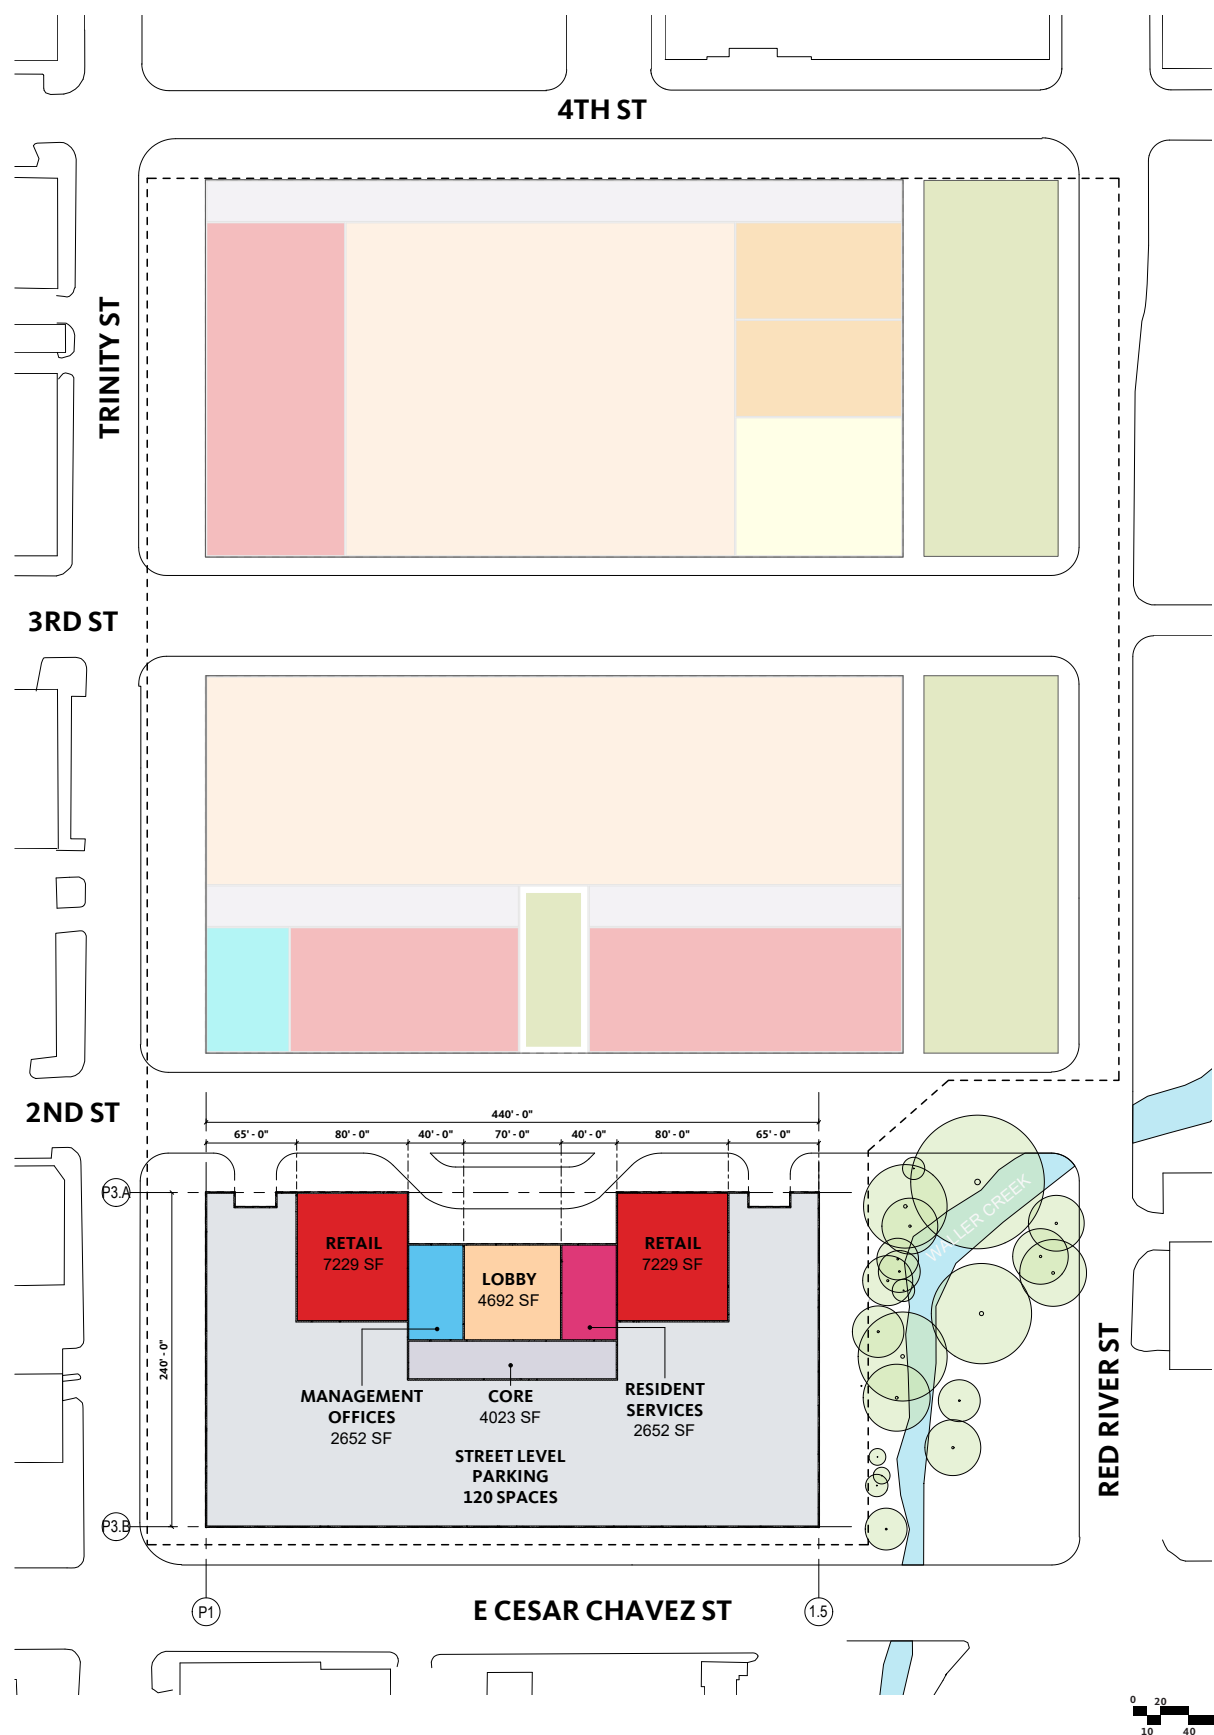 4TH ST
TRINITY ST
3RD ST
2ND ST
440' - 0"
65' - 0"
80' - 0"
40' - 0"
70' - 0"
40' - 0"
80' - 0"
65' - 0"
P3.A
240' - 0"
RETAIL
7229 SF
LOBBY
4692 SF
RETAIL
7229 SF
WALLER CREEK
MANAGEMENT
OFFICES
2652 SF
CORE
4023 SF
RESIDENT
SERVICES
2652 SF
STREET LEVEL
PARKING
120 SPACES
RED RIVER ST
P3.B
P1
E CESAR CHAVEZ ST
1.5
0 20
10 40